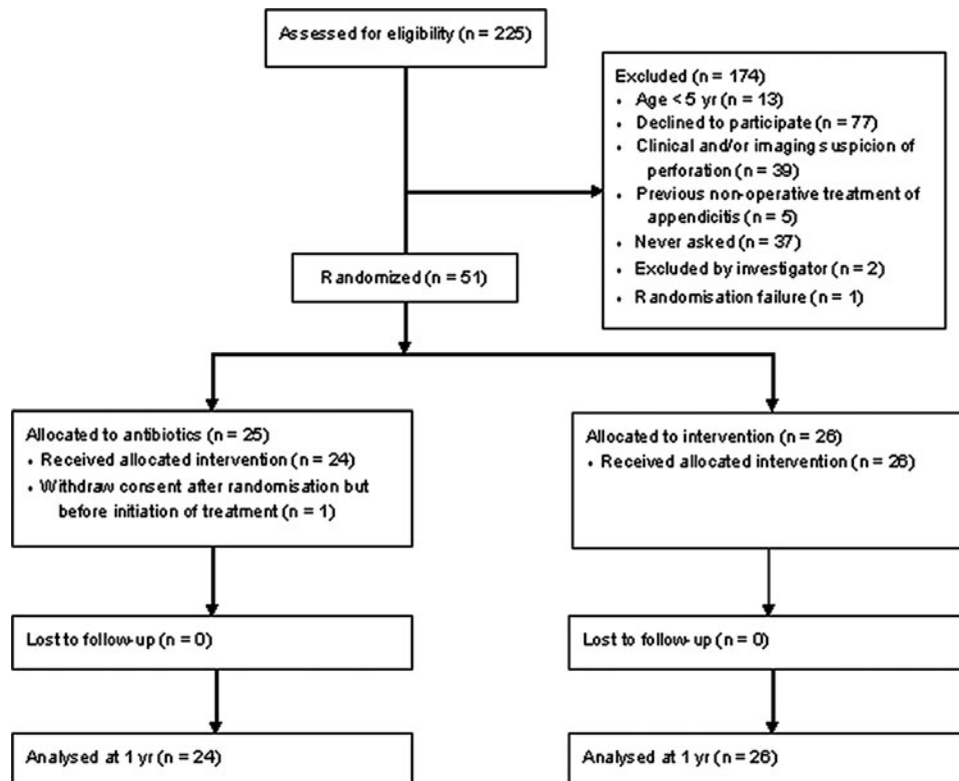 Assessed for eligibility (n = 225)
Excluded (n = 174)
• Age < 5 yr (n = 13)
• Declined to participate (n = 77)
• Clinical and/or imaging suspicion of
perforation (n = 39)
• Previous non-operative treatment of
appendicitis (n = 5)
• Never asked (n = 37)
• Excluded by investigator (n = 2)
• Randomisation failure (n = 1)
Randomized (n = 51)
Allocated to antibiotics (n = 25)
• Received allocated intervention (n = 24)
• Withdraw consent after randomisation but
before initiation of treatment (n = 1)
Allocated to intervention (n = 26)
• Received allocated intervention (n = 26)
Lost to follow-up (n = 0)
Lost to follow-up (n = 0)
Analysed at 1 yr (n = 24)
Analysed at 1 yr (n = 26)